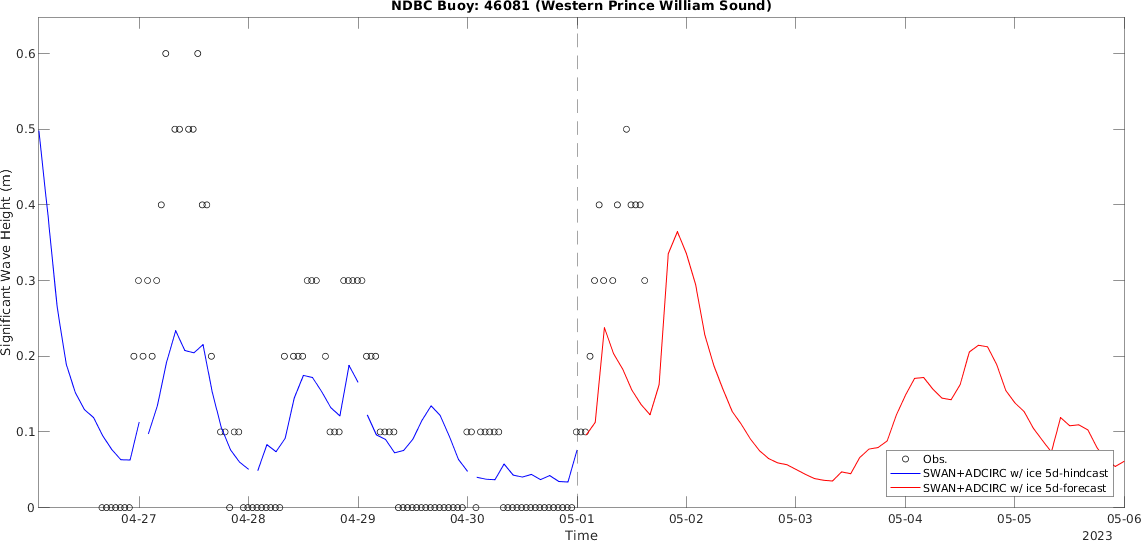 NDBC Buoy: 46081 (Western Prince William Sound)
Significant Wave Height (m)
0.6
0.5
0.4
0.3
0.2
0.1
0
Obs.
SWAN+ADCIRC w/ ice 5d-hindcast
SWAN+ADCIRC w/ ice 5d-forecast
04-27 04-28 04-29 04-30 05-01 05-02 05-03 05-04 05-05 05-06
Time
2023